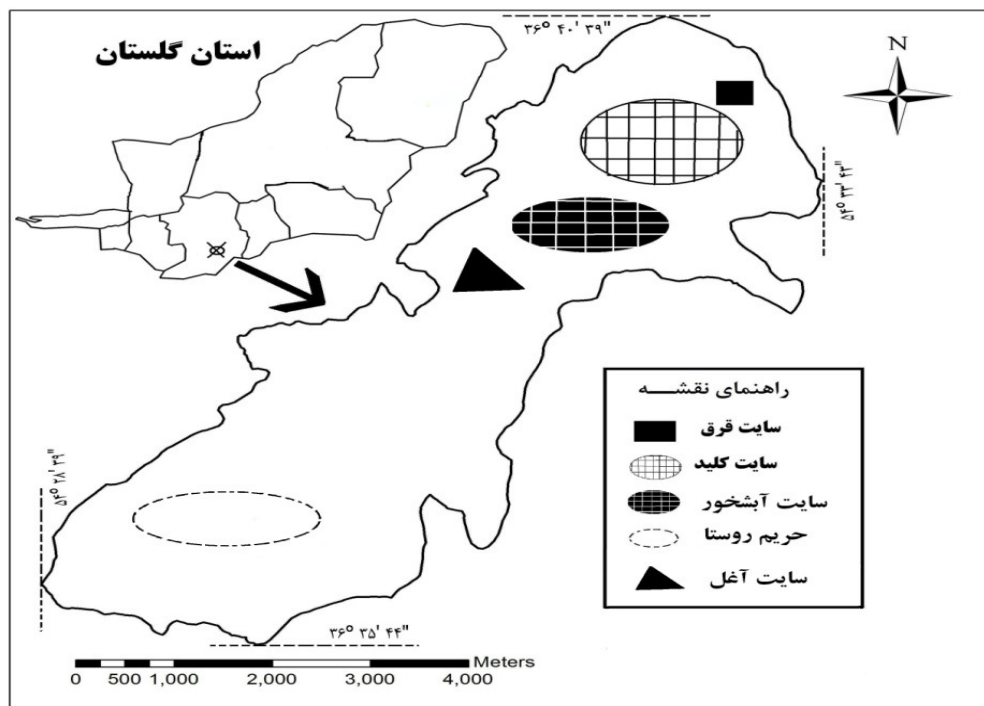 استان گلستان
۳۶° ۴۰' ۳۹"
N
۵۴° ۳۳' ۴۳"
راهنمای نقشـــه
سایت قرق
سایت کلید
سایت آبشخور
حریم روستا
سایت آغل
۵۴° ۲۸' ۳۹"
۳۶° ۳۵' ۴۴"
Meters
0 500 1,000 2,000 3,000 4,000